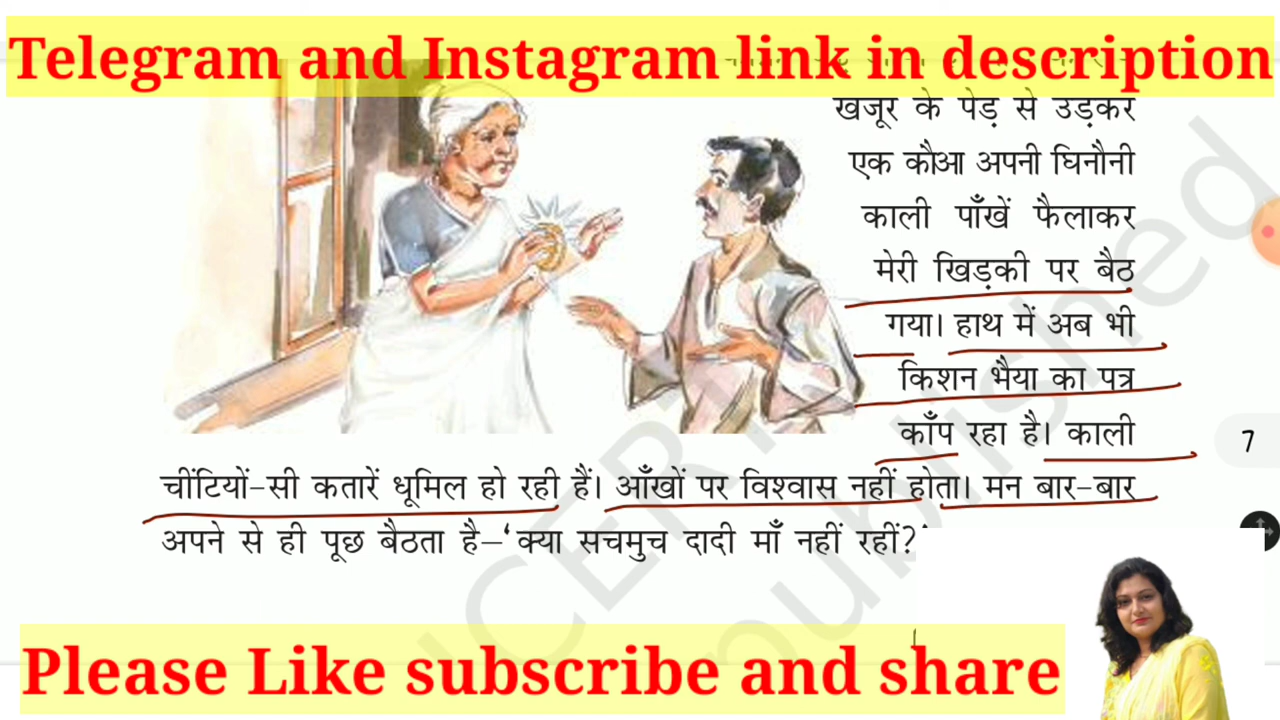 Telegram and Instagram link in description
खजूर के पेड़ से उड़कर
एक कौआ अपनी घिनौनी
काली पाँखें फैलाकर
मेरी खिड़की पर बैठ
गया। हाथ में अब भी
किशन भैया का पत्र
काँप रहा है। काली
चींटियों-सी कतारें धूमिल हो रही हैं। आँखों पर विश्वास नहीं होता। मन बार-बार
अपने से ही पूछ बैठता है–‘क्या सचमुच दादी माँ नहीं रहीं?’
7
published
Please Like subscribe and share